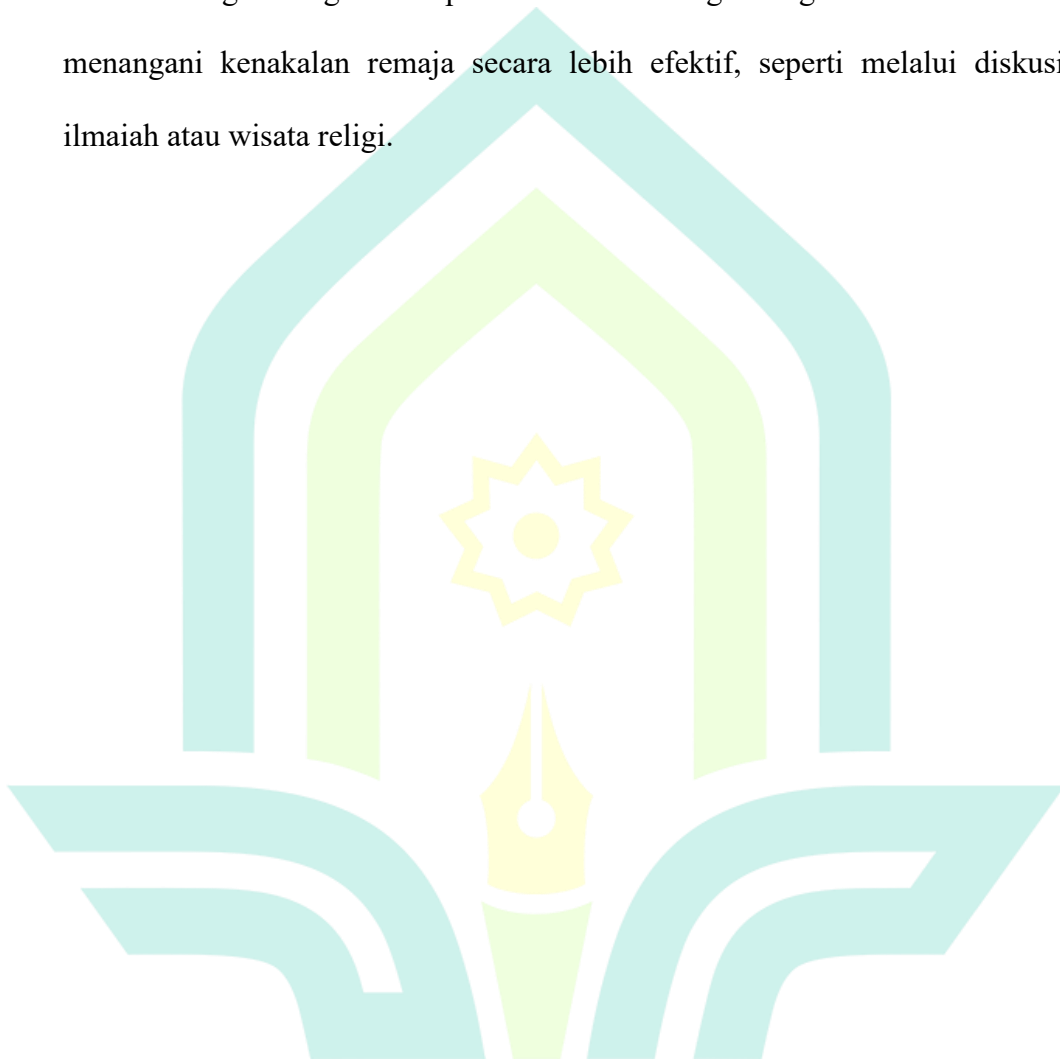 menangani kenakalan remaja secara lebih efektif, seperti melalui diskusi
ilmaiah atau wisata religi.